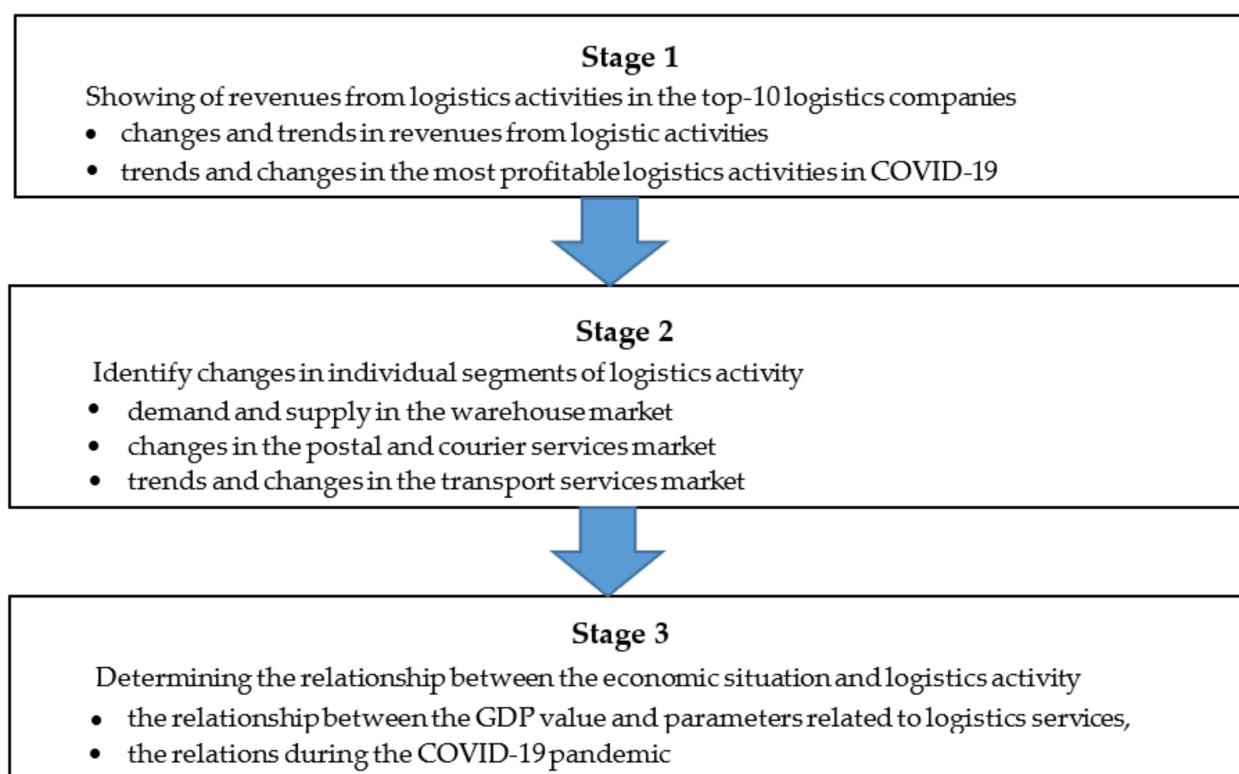 Stage 1
Showing of revenues from logistics activities in the top-10 logistics companies
• changes and trends in revenues from logistic activities
• trends and changes in the most profitable logistics activities in COVID-19
Stage 2
Identify changes in individual segments of logistics activity
• demand and supply in the warehouse market
• changes in the postal and courier services market
• trends and changes in the transport services market
Stage 3
Determining the relationship between the economic situation and logistics activity
• the relationship between the GDP value and parameters related to logistics services,
• the relations during the COVID-19 pandemic